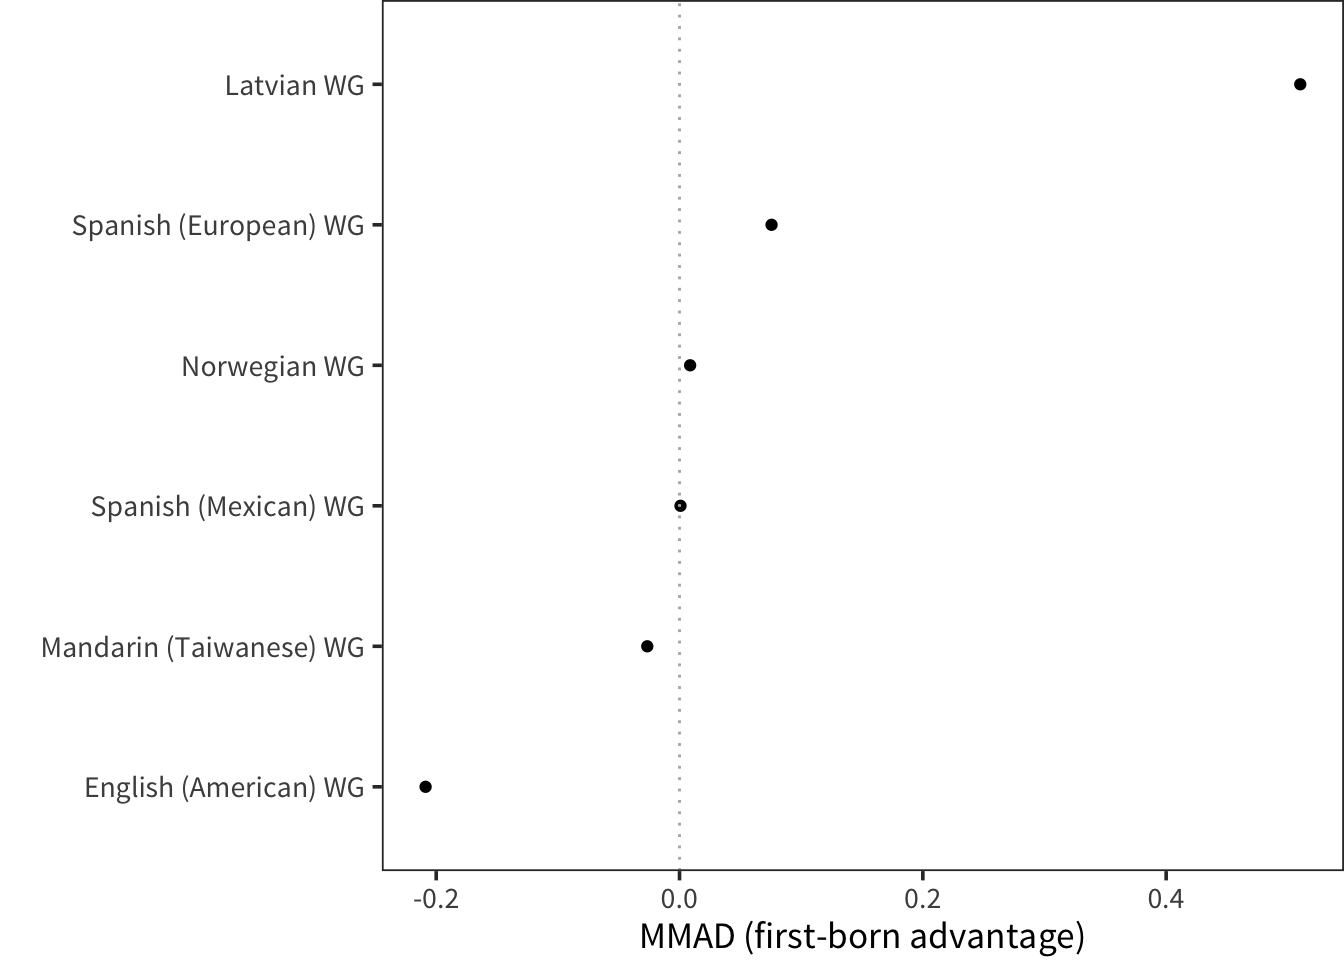 Latvian WG
Spanish (European) WG
Norwegian WG
Spanish (Mexican) WG
Mandarin (Taiwanese) WG
English (American) WG
-0.2 0.0 0.2 0.4
MMAD (first-born advantage)